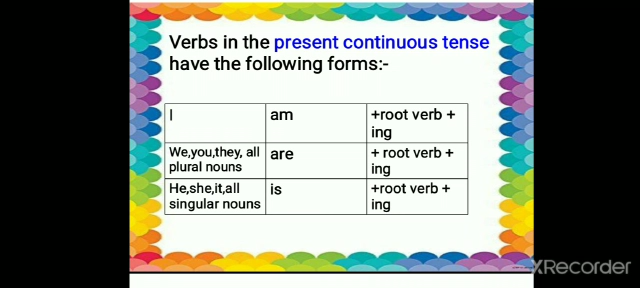 Verbs in the present continuous tense
have the following forms:-
I am +root verb +
ing
We,you,they, all are + root verb +
plural nouns ing
He,she,it,all is +root verb +
singular nouns ing
XRecorder